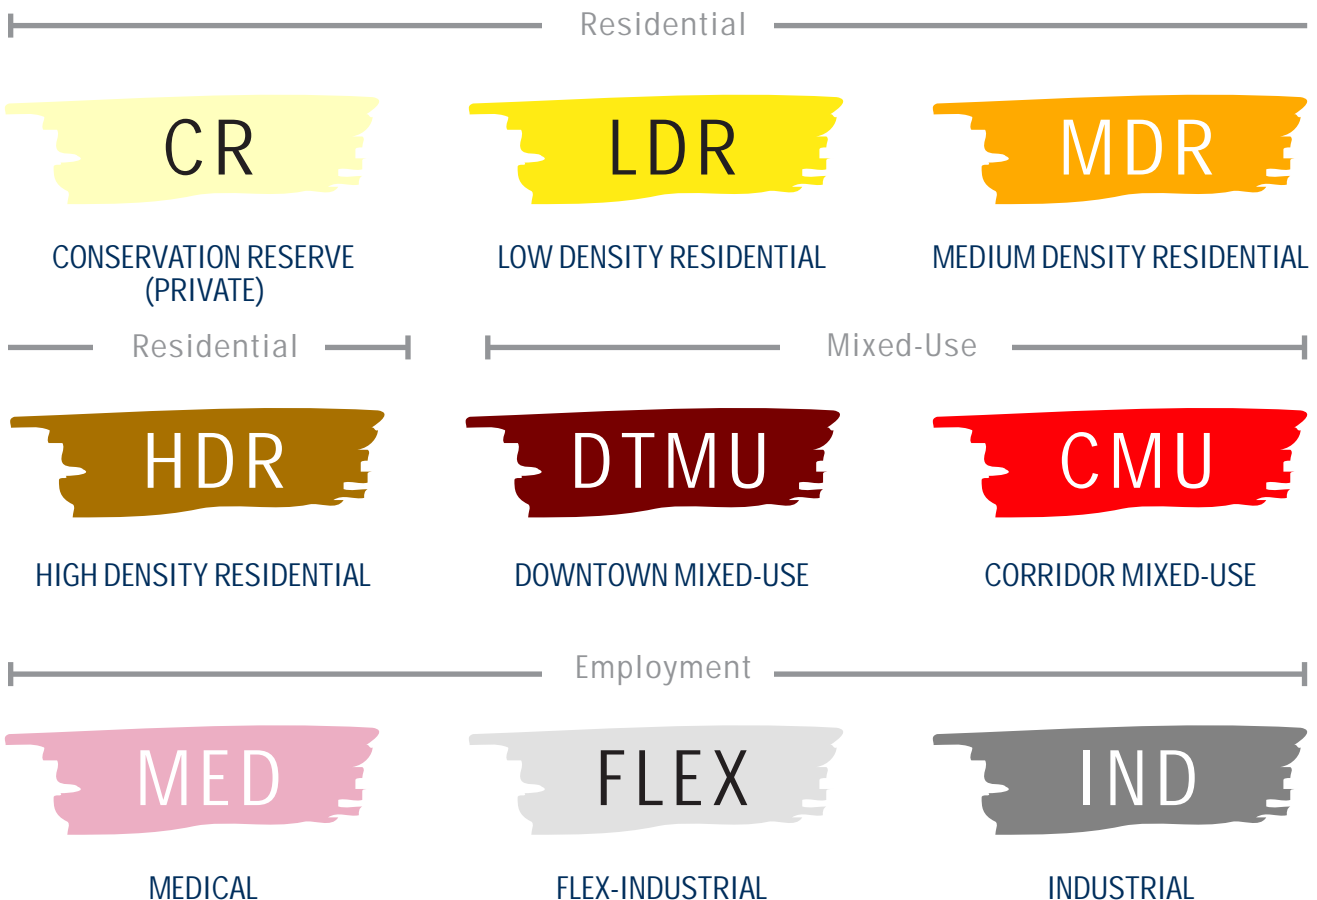 Residential
CR
LDR
MDR
CONSERVATION RESERVE
(PRIVATE)
LOW DENSITY RESIDENTIAL
MEDIUM DENSITY RESIDENTIAL
Residential
Mixed-Use
HDR
DTMU
CMU
HIGH DENSITY RESIDENTIAL
DOWNTOWN MIXED-USE
CORRIDOR MIXED-USE
Employment
MED
FLEX
IND
MEDICAL
FLEX-INDUSTRIAL
INDUSTRIAL